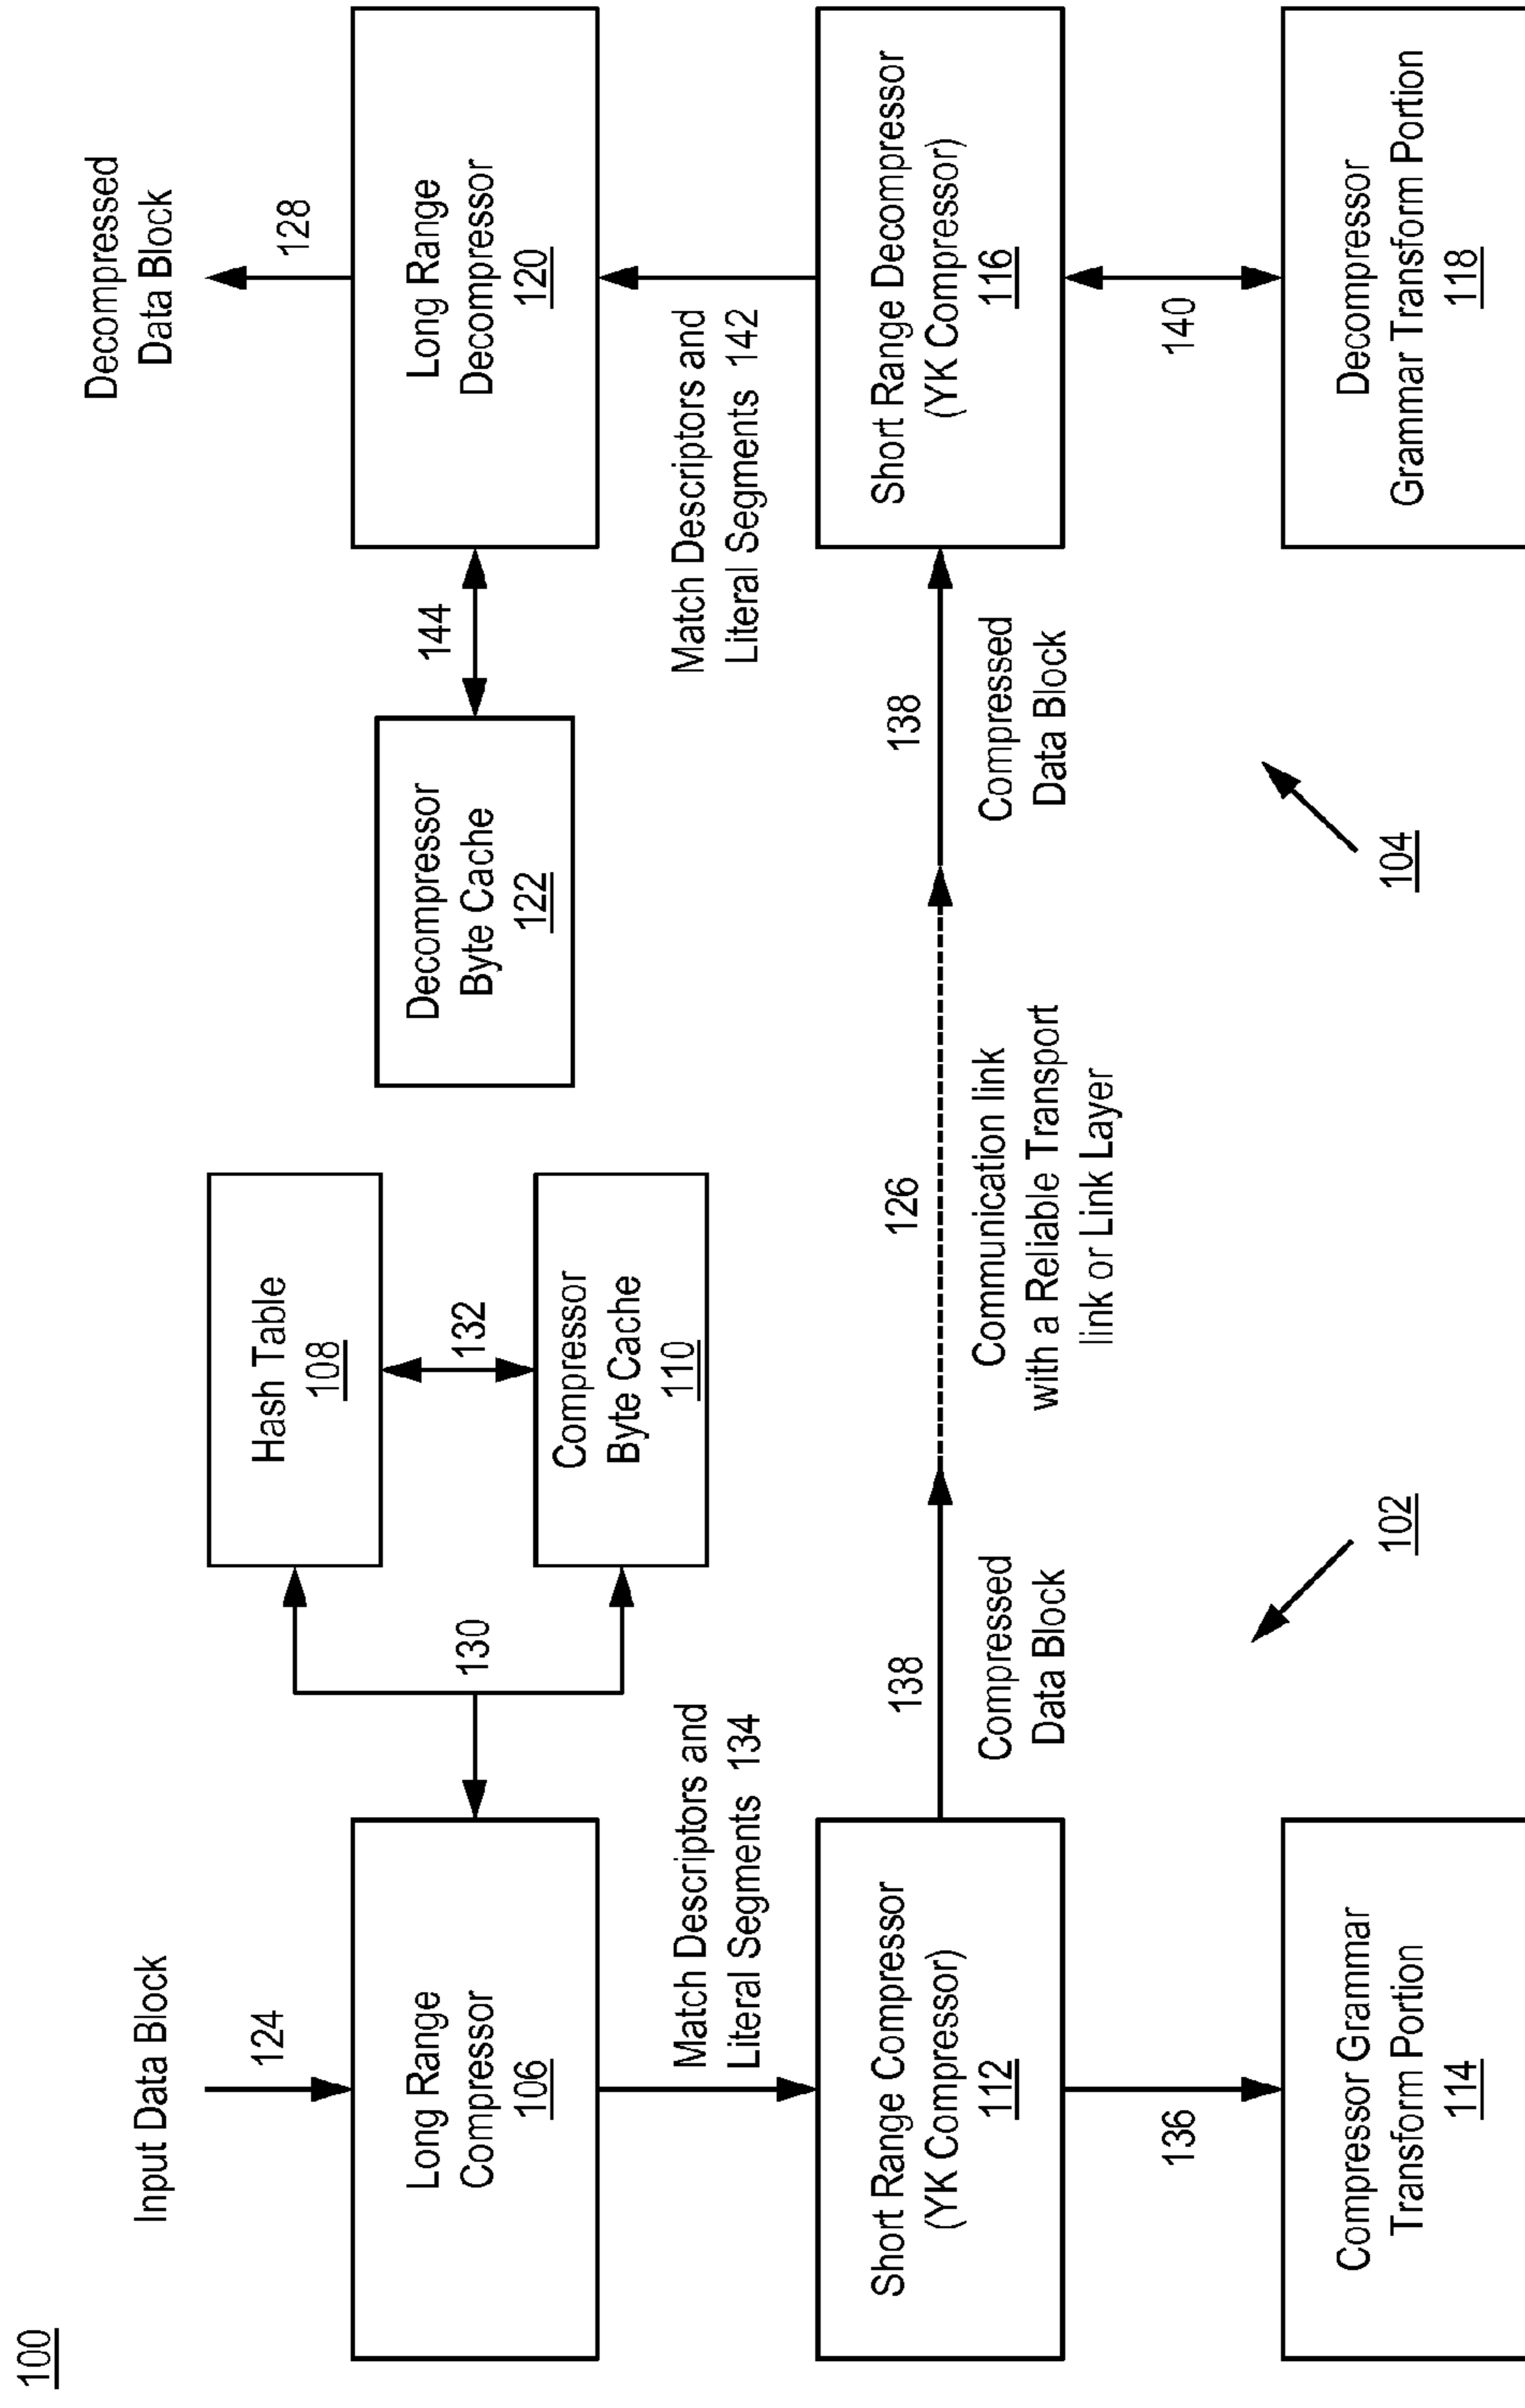 100
Input Data Block
124
Long Range
Compressor
106
130
Hash Table
108
132
Compressor
Byte Cache
110
Match Descriptors and
Literal Segments 134
Short Range Compressor
(YK Compressor)
112
136
Compressor Grammar
Transform Portion
114
138
Compressed
Data Block
102
126
Communication link
with a Reliable Transport
link or Link Layer
138
Compressed
Data Block
104
Decompressed
Data Block
128
Long Range
Decompressor
120
144
Decompressor
Byte Cache
122
Match Descriptors and
Literal Segments 142
Short Range Decompressor
(YK Compressor)
116
140
Decompressor
Grammar Transform Portion
118